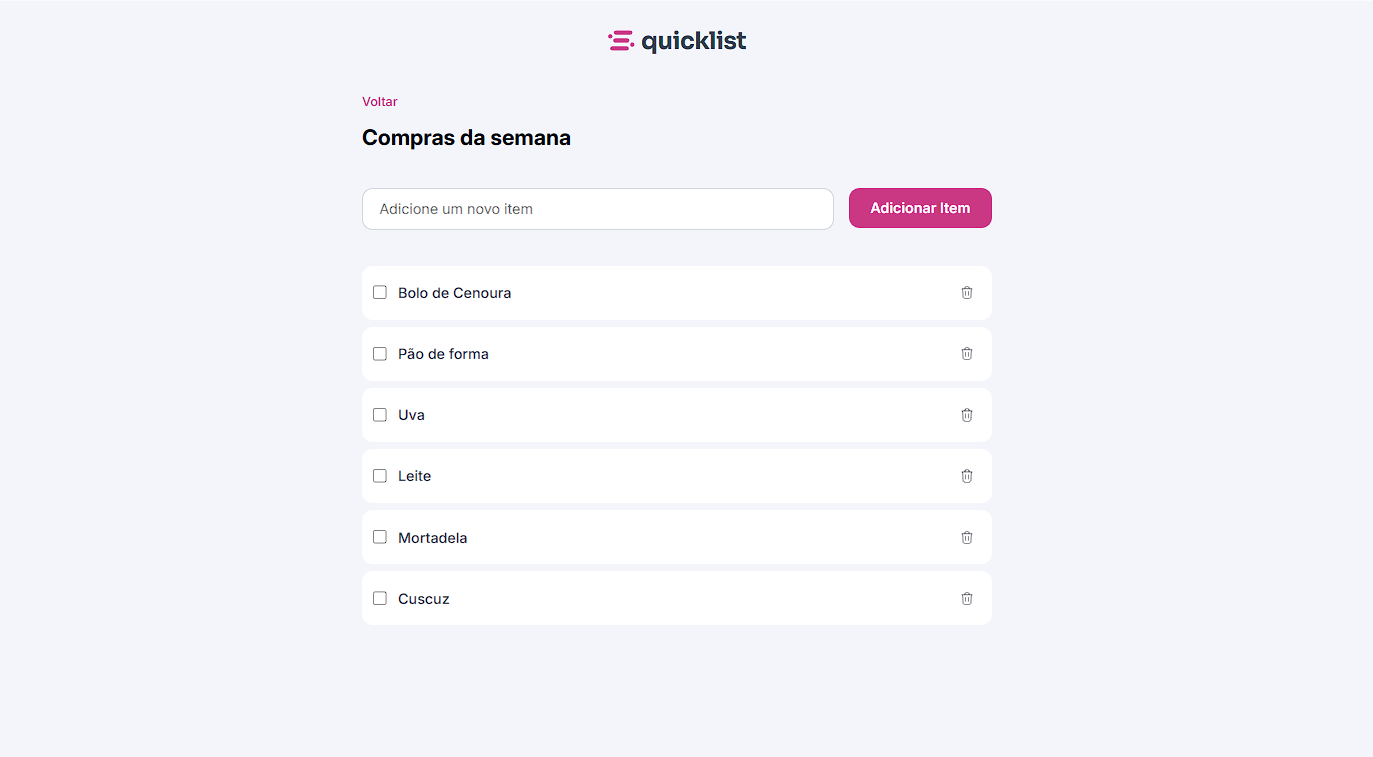 quicklist
Voltar
Compras da semana
Adicione um novo item
Adicionar Item
Bolo de Cenoura
Pão de forma
Uva
Leite
Mortadela
Cuscuz